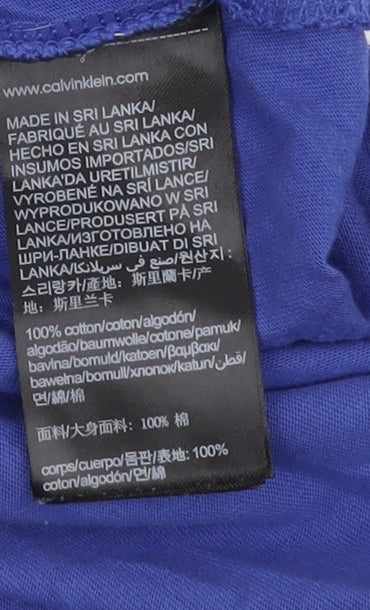 www.calvinklein.com
MADE IN SRI LANKA/
FABRIQUÉ AU SRI LANKA/
HECHO EN SRI LANKA CON
INSUMOS IMPORTADOS/SRI
LANKA'DA URETILMISTIR/
VYROBENÉ NA SRÍ LANCE/
WYPRODUKOWANO W SRI
LANCE/PRODUSERT PÅ SRI
LANKA/ИЗГОТОВЛЕНО НА
ШРИ-ЛАНКЕ/DIBUAT DI SRI
LANKA/صنع في سريلانكا/원산지:
스리랑카/產地: 斯里蘭卡/产
地: 斯里兰卡
100% cotton/coton/algodón/
algodão/baumwolle/cotone/pamuk/
bavlna/bomuld/katoen/βαμβακι/
bawełna/bomull/хлопок/katun/قطن/
면/綿/棉
面料/大身面料: 100% 棉
corps/cuerpo/몸판/表地: 100%
coton/algodón/면/綿